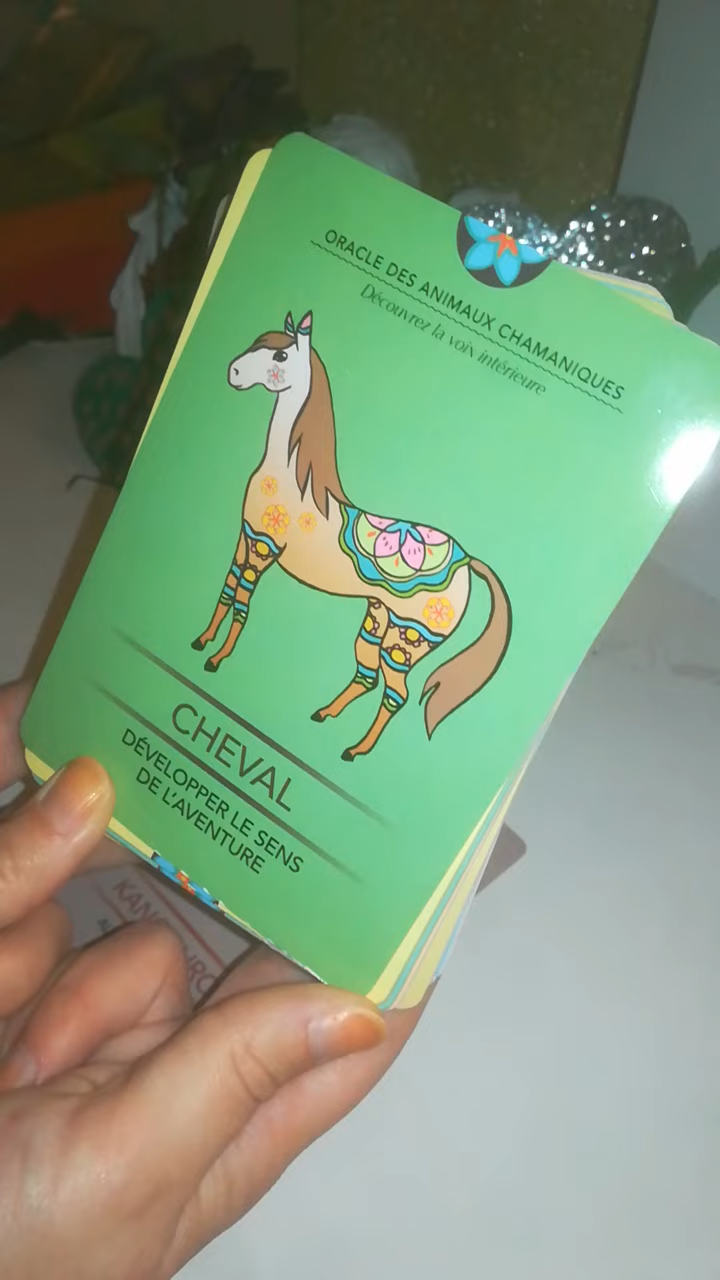 ORACLE DES ANIMAUX CHAMANIQUES
Découvrez la voix intérieure
CHEVAL
DÉVELOPPER LE SENS
DE L'AVENTURE